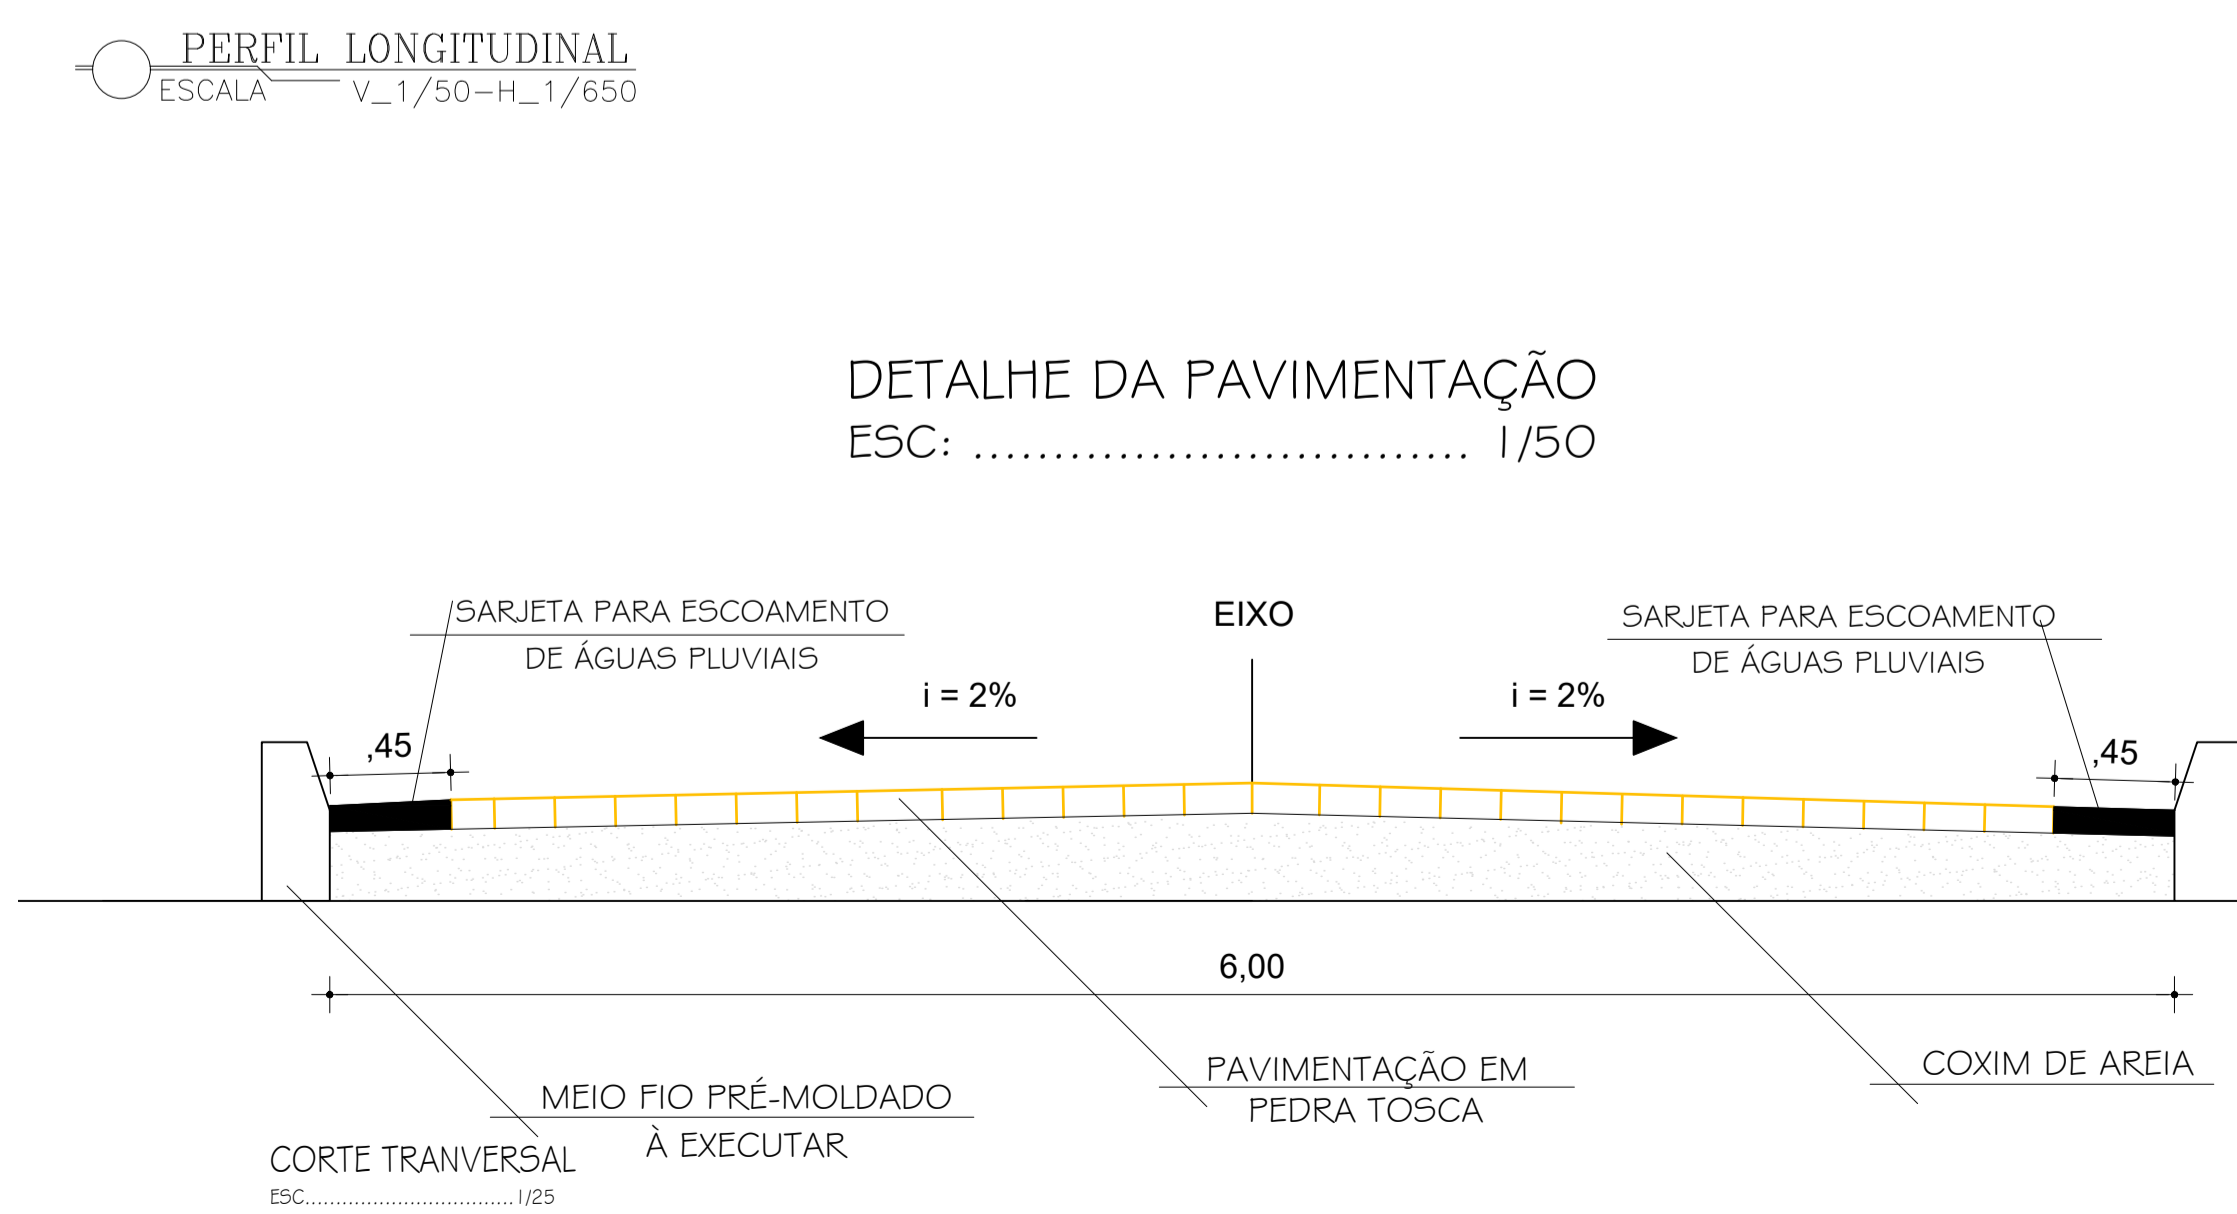 PERFIL LONGITUDINAL
ESCALA V_1/50-H_1/650
DETALHE DA PAVIMENTAÇÃO
ESC: ............................... 1/50
SARJETA PARA ESCOAMENTO
DE ÁGUAS PLUVIAIS
EIXO
SARJETA PARA ESCOAMENTO
DE ÁGUAS PLUVIAIS
i = 2%
i = 2%
,45
,45
6,00
PAVIMENTAÇÃO EM
PEDRA TOSCA
COXIM DE AREIA
MEIO FIO PRÉ-MOLDADO
À EXECUTAR
CORTE TRANVERSAL
ESC.................................1/25